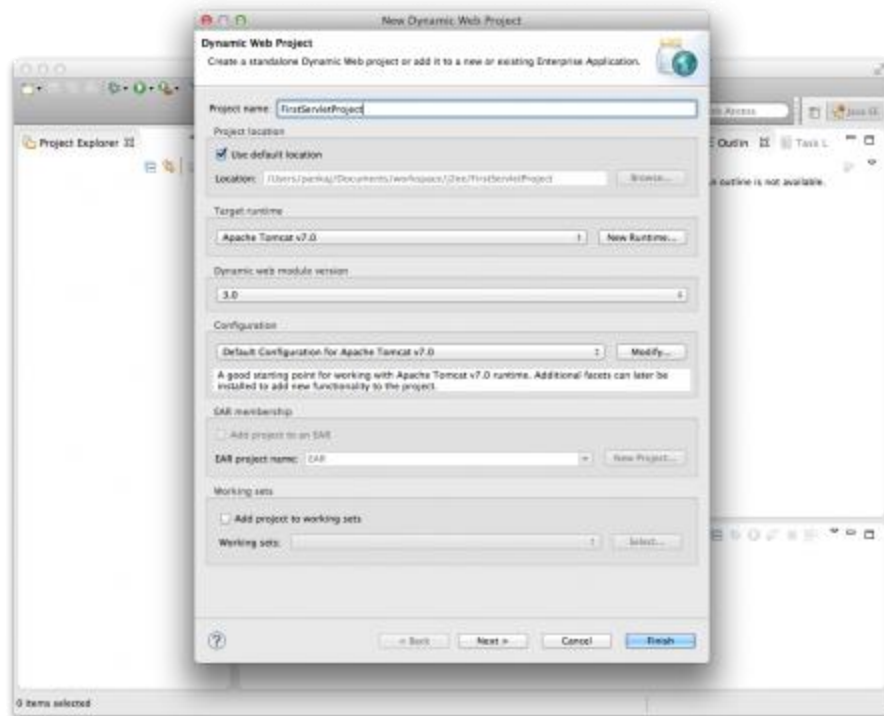 New Dynamic Web Project
Dynamic Web Project
Create a standalone Dynamic Web project or add it to a new or existing Enterprise Application.
Project name: FirstServletProject
Project location
Use default location
Location: /Users/pankaj/Documents/workspace/j2ee/FirstServletProject Browse...
Target runtime
Apache Tomcat v7.0 New Runtime...
Dynamic web module version
3.0
Configuration
Default Configuration for Apache Tomcat v7.0 Modify...
A good starting point for working with Apache Tomcat v7.0 runtime. Additional facets can later be
installed to add new functionality to the project.
EAR membership
Add project to an EAR
EAR project name: EAR New Project...
Working sets
Add project to working sets
Working sets: Select...
< Back Next > Cancel Finish
Project Explorer
Access
Java EE
Outlin Task L
outline is not available.
0 items selected